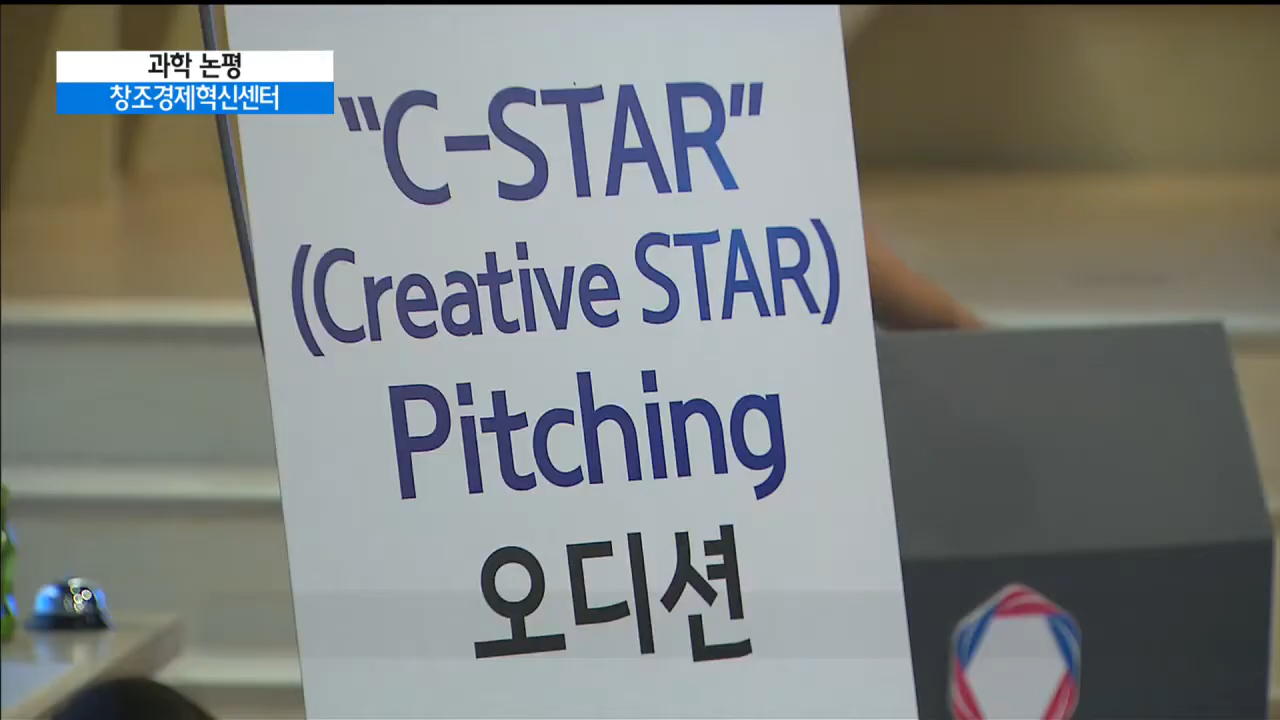 과학 논평
창조경제혁신센터
"C-STAR"
(Creative STAR)
Pitching
오디션